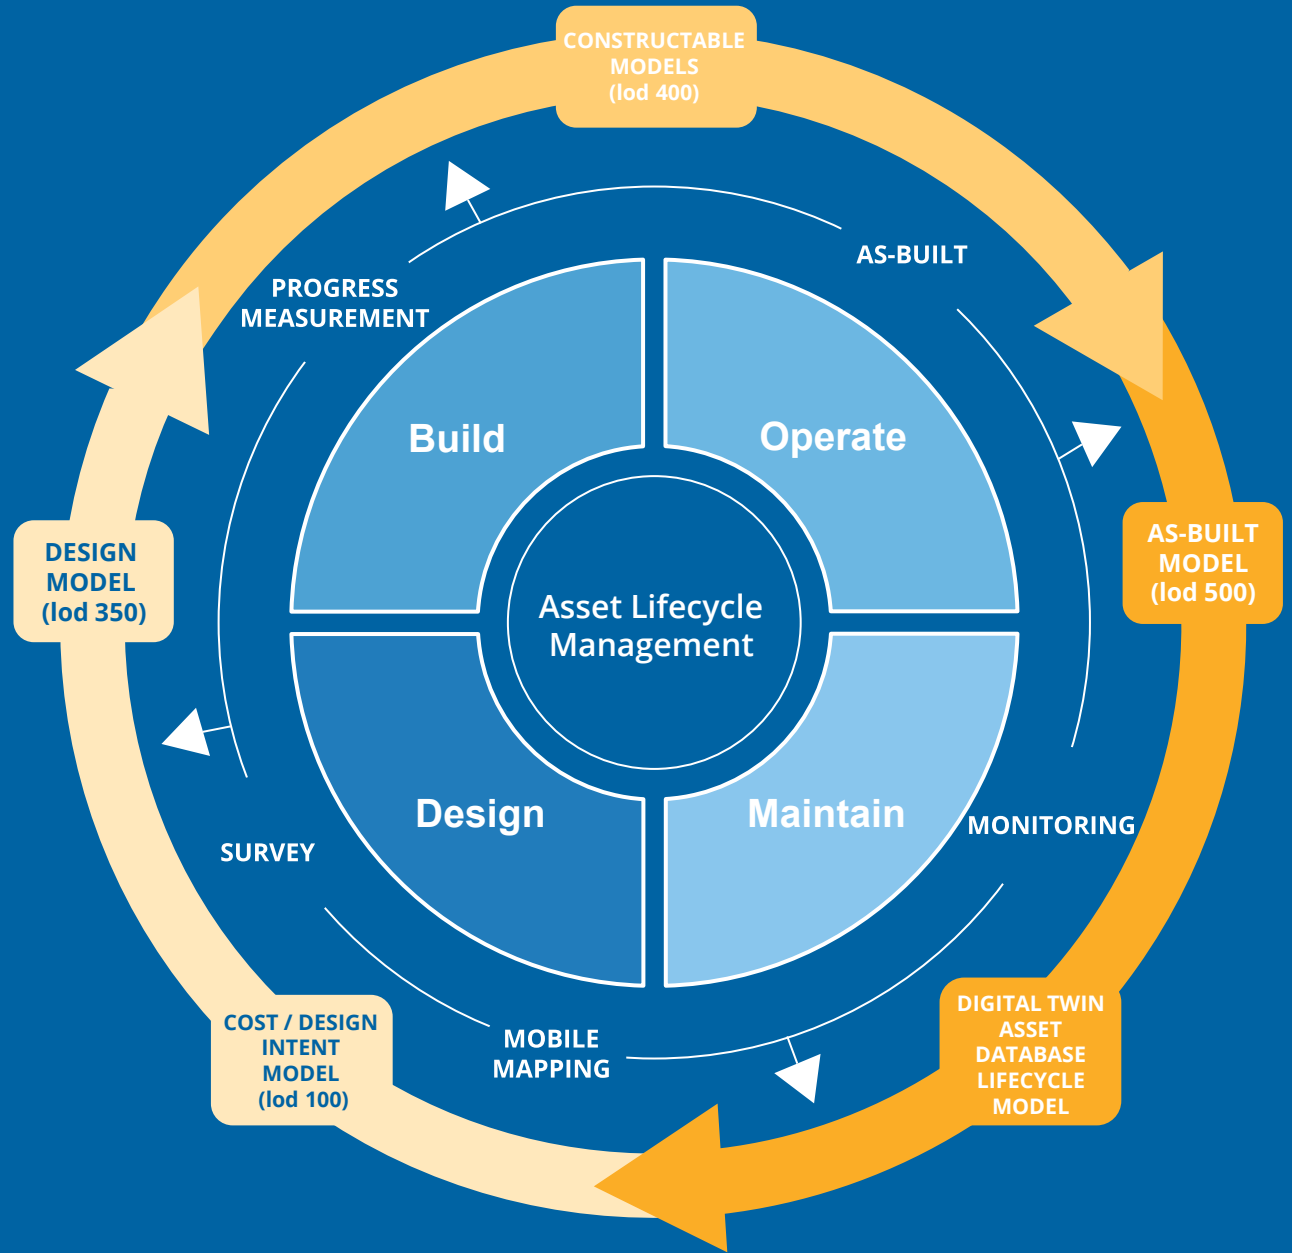 CONSTRUCTABLE
MODELS
(lod 400)
AS-BUILT
PROGRESS
MEASUREMENT
Build
Operate
DESIGN
MODEL
(lod 350)
AS-BUILT
MODEL
(lod 500)
Asset Lifecycle
Management
Design
Maintain
MONITORING
SURVEY
COST / DESIGN
INTENT
MODEL
(lod 100)
MOBILE
MAPPING
DIGITAL TWIN
ASSET
DATABASE
LIFECYCLE
MODEL